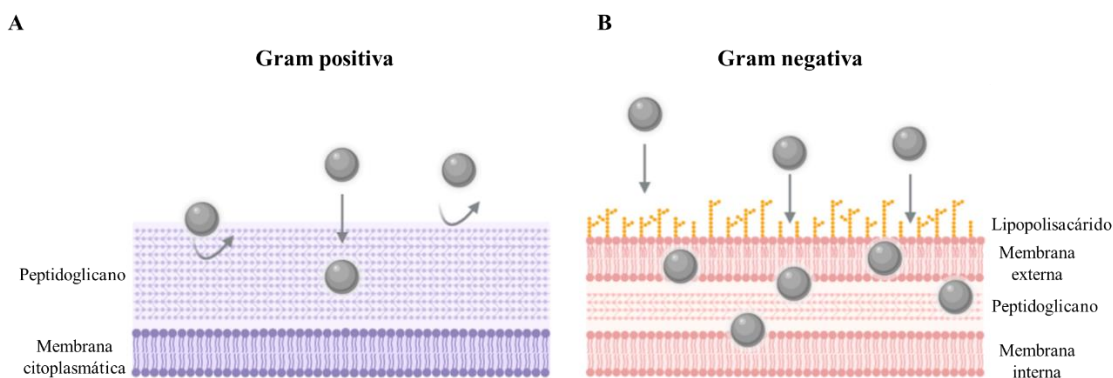 A
Gram positiva
Peptidoglicano
Membrana
citoplasmática
B
Gram negativa
Lipopolisacárido
Membrana
externa
Peptidoglicano
Membrana
interna